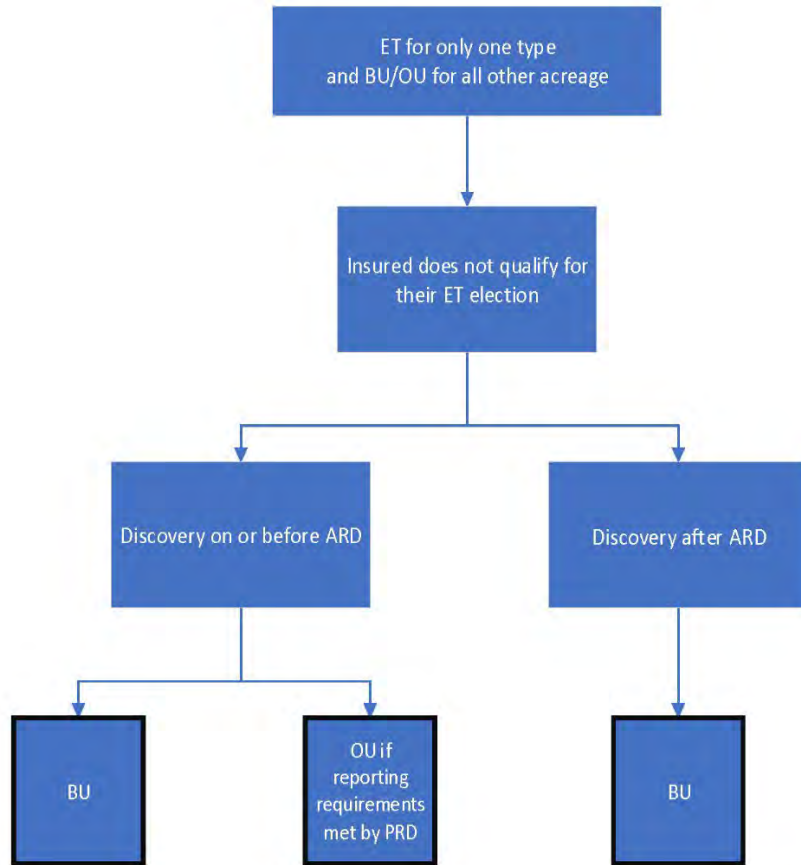 ET for only one type
and BU/OU for all other acreage
Insured does not qualify for
their ET election
Discovery on or before ARD
Discovery after ARD
BU
OU if
reporting
requirements
met by PRD
BU